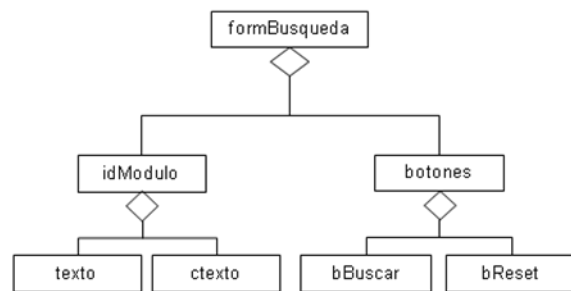 formBusqueda
idModulo
botones
texto
ctexto
bBuscar
bReset